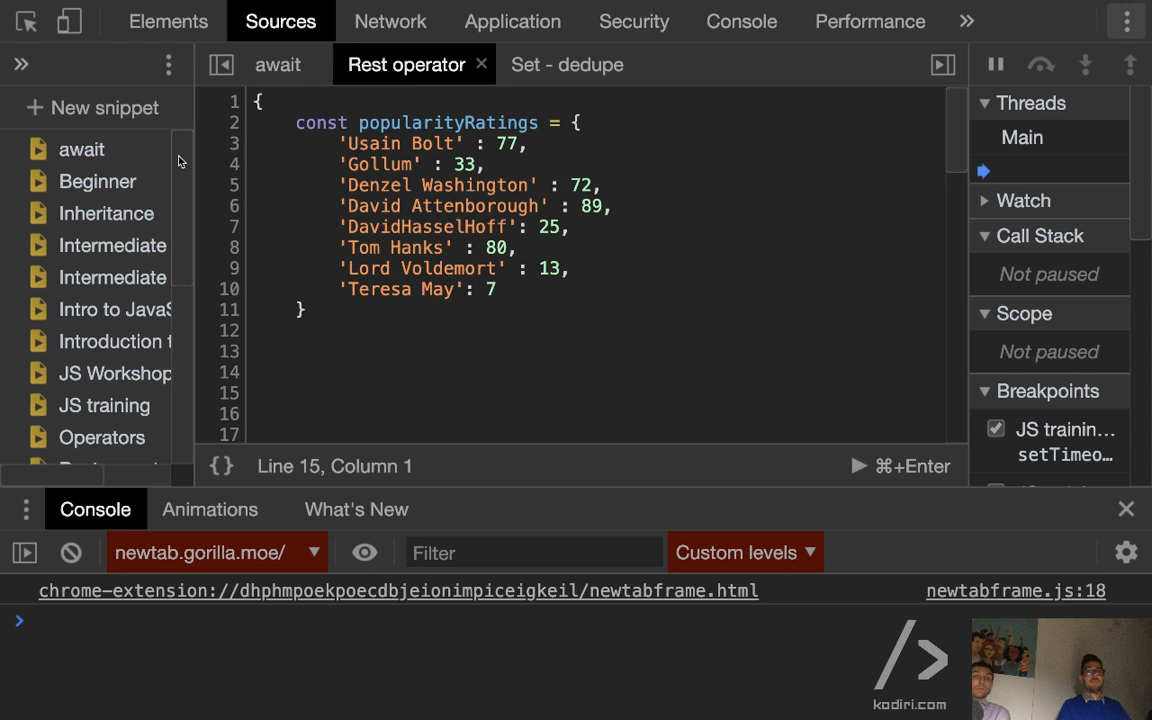 Elements Sources Network Application Security Console Performance »
» await Rest operator × Set - dedupe
+ New snippet
await
Beginner
Inheritance
Intermediate
Intermediate
Intro to JavaS
Introduction t
JS Workshop
JS training
Operators
1 {
2 const popularityRatings = {
3 'Usain Bolt' : 77,
4 'Gollum' : 33,
5 'Denzel Washington' : 72,
6 'David Attenborough' : 89,
7 'DavidHasselHoff': 25,
8 'Tom Hanks' : 80,
9 'Lord Voldemort' : 13,
10 'Teresa May': 7
11 }
12
13
14
15
16
17
Threads
Main
Watch
Call Stack
Not paused
Scope
Not paused
Breakpoints
JS trainin...
setTimeo...
{} Line 15, Column 1 ⌘+Enter
Console Animations What's New
newtab.gorilla.moe/ Filter Custom levels
chrome-extension://dhphmpoekpoecdbjeionimpiceigkeil/newtabframe.html newtabframe.js:18
>
/>
kodiri.com